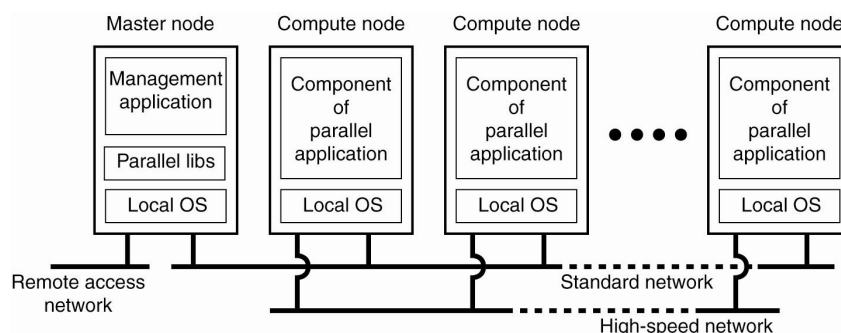 Master node
Compute node
Compute node
Compute node
Management
application
Parallel libs
Local OS
Component
of
parallel
application
Local OS
Component
of
parallel
application
Local OS
Component
of
parallel
application
Local OS
Remote access
network
Standard network
High-speed network